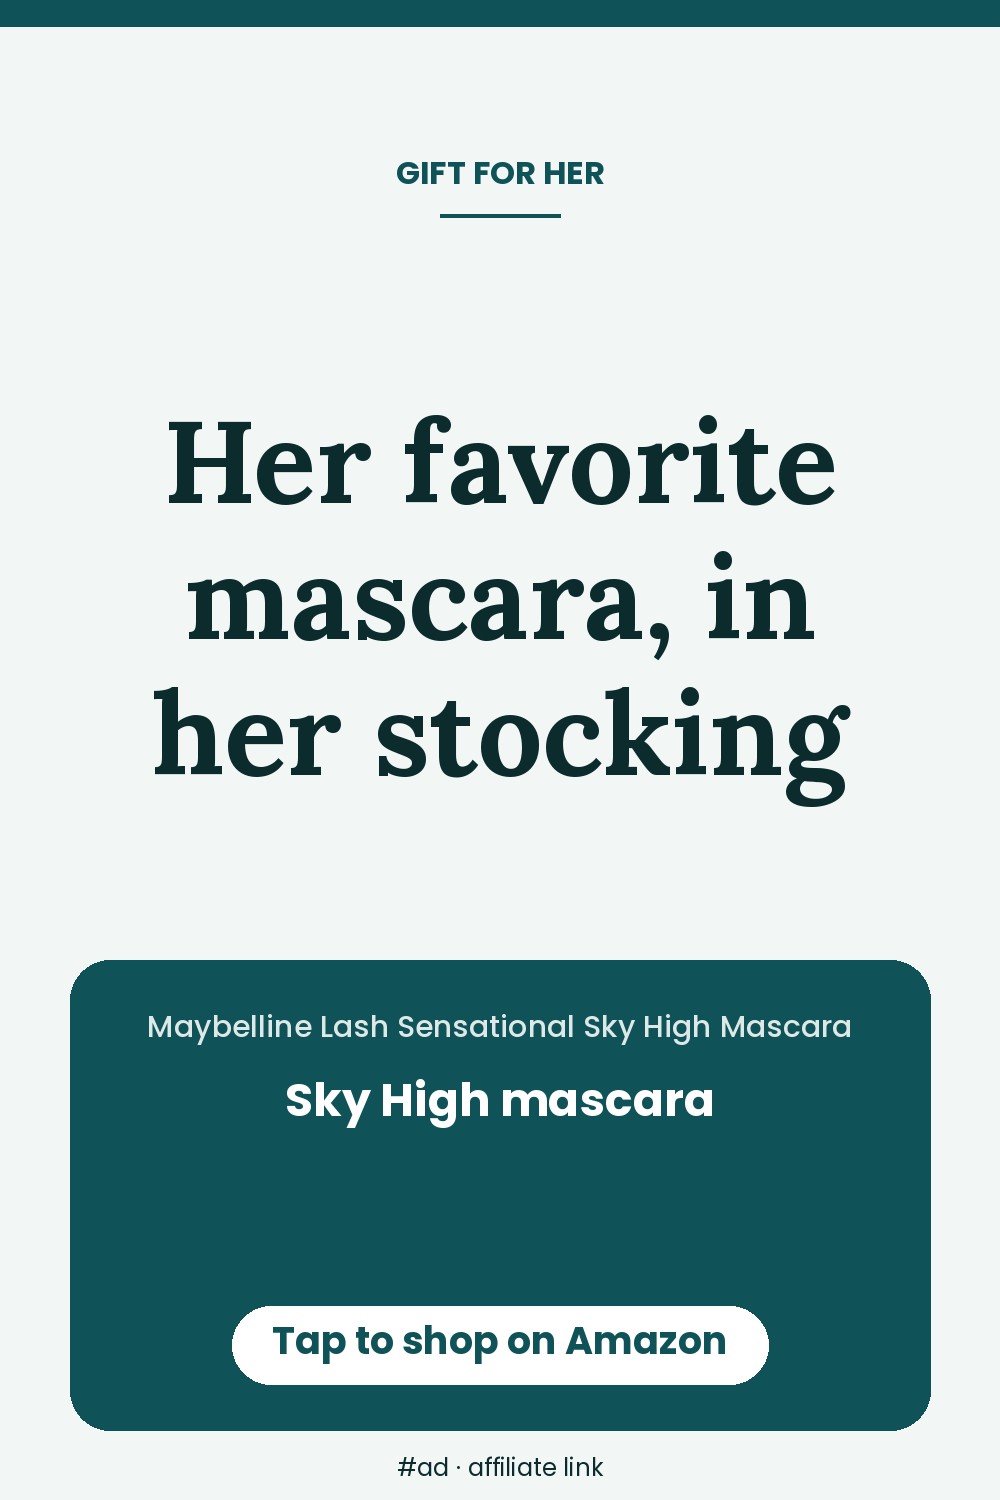 GIFT FOR HER
Her favorite
mascara, in
her stocking
Maybelline Lash Sensational Sky High Mascara
Sky High mascara
Tap to shop on Amazon
#ad · affiliate link